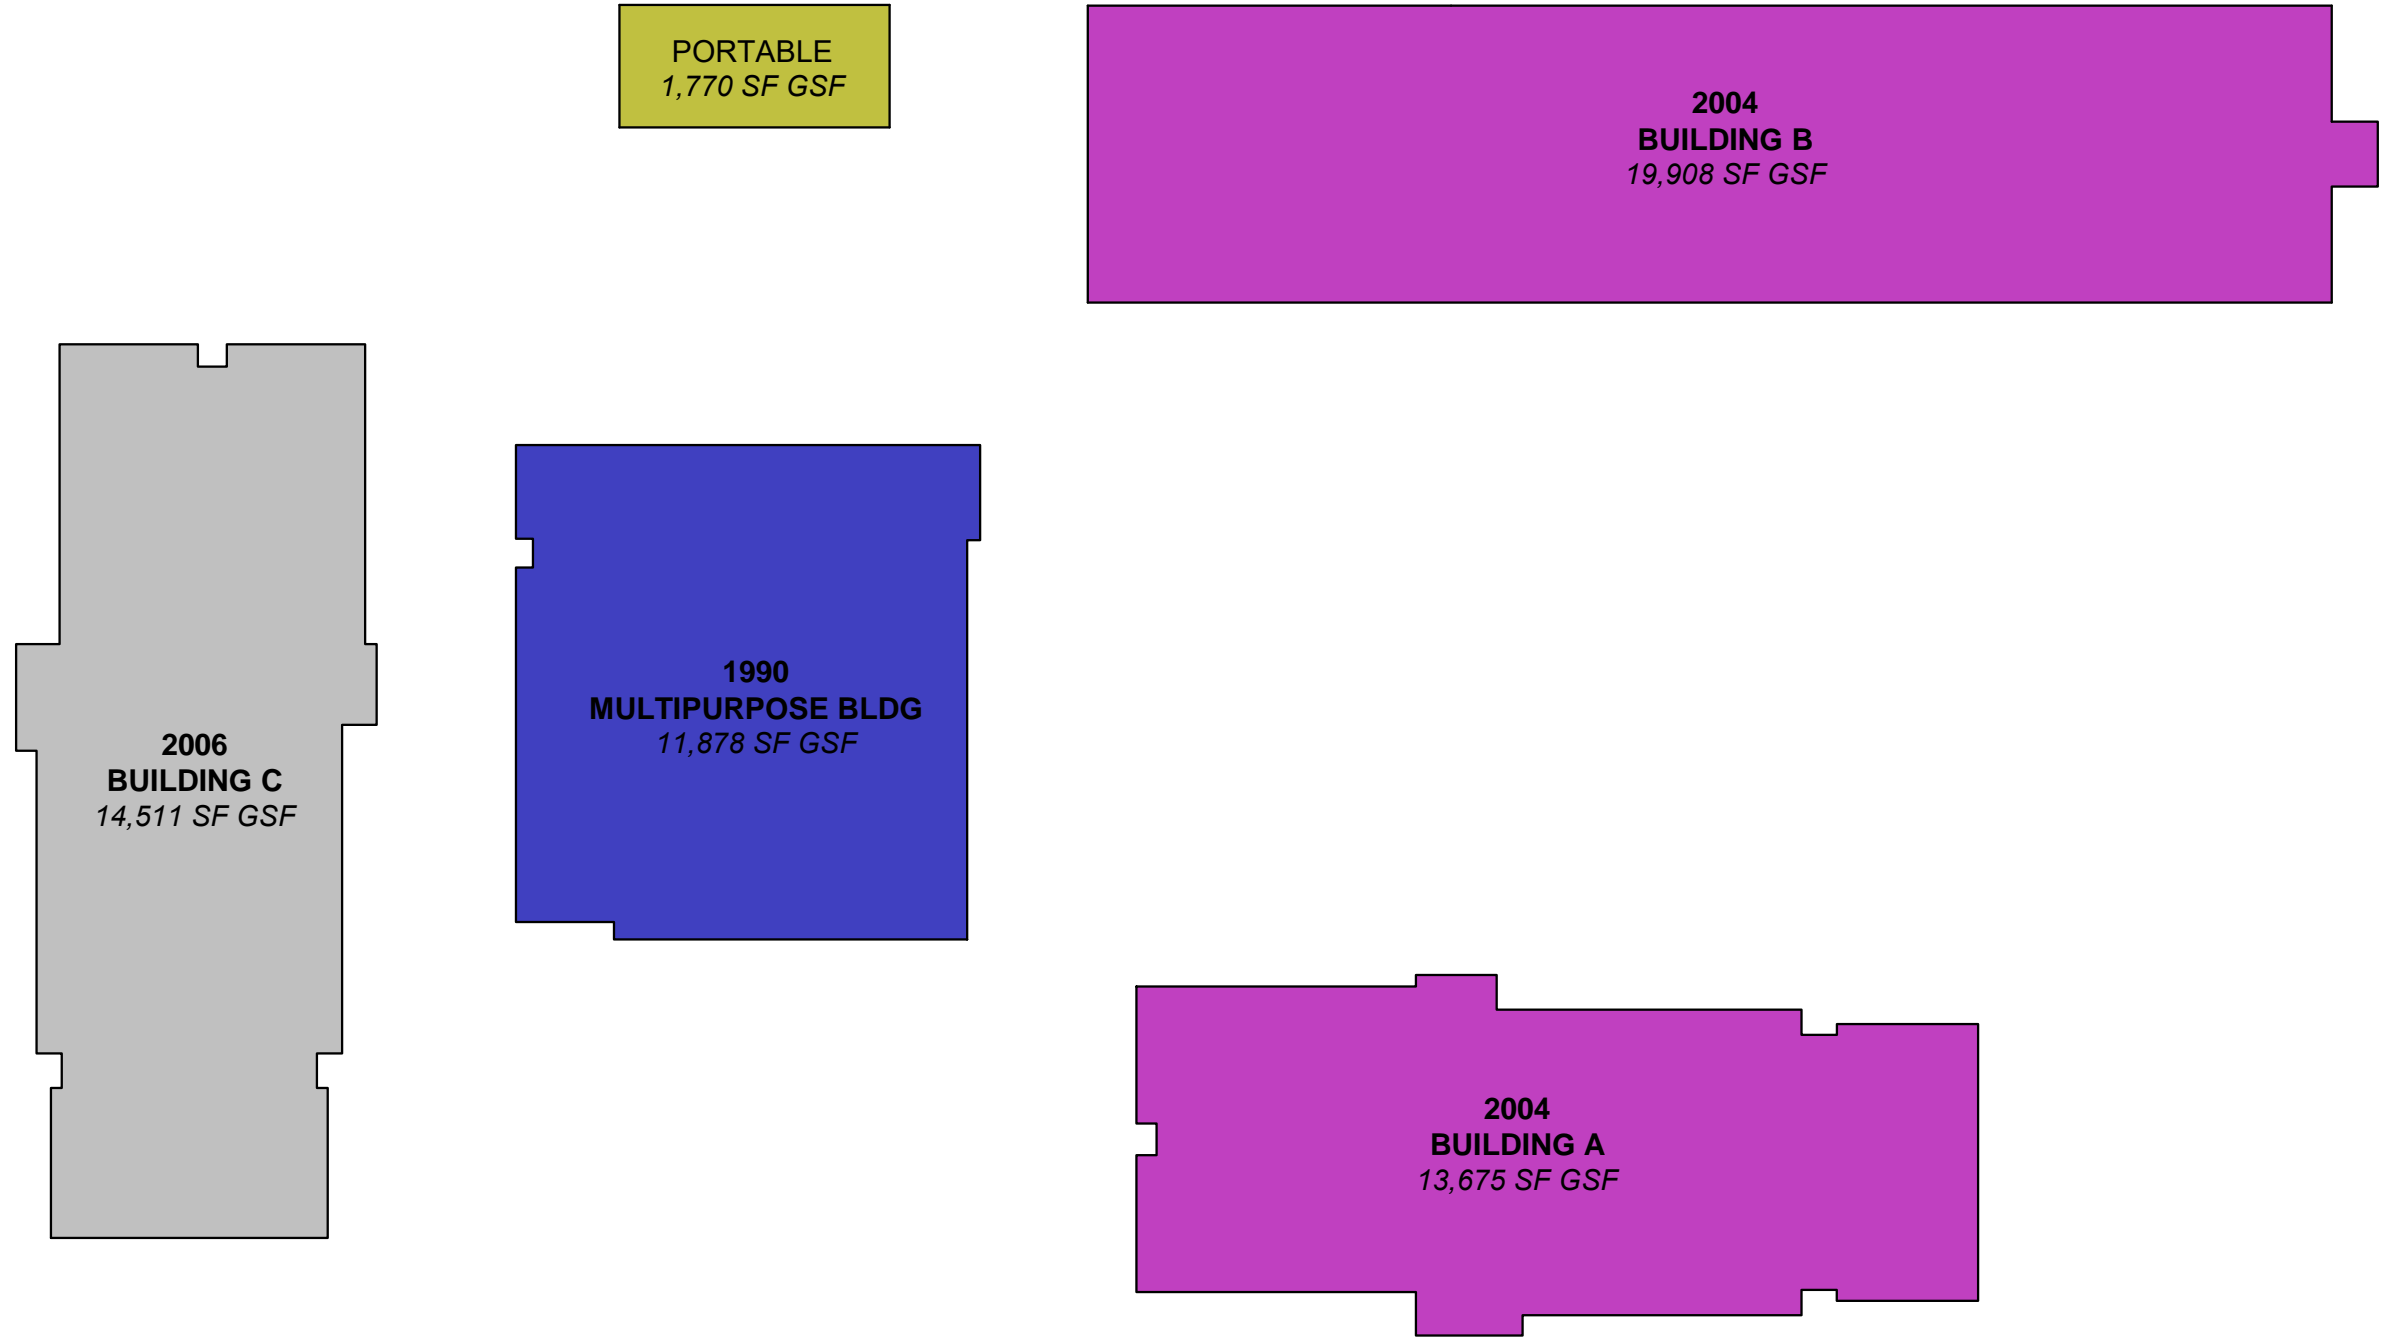 PORTABLE
1,770 SF GSF
2004
BUILDING B
19,908 SF GSF
2006
BUILDING C
14,511 SF GSF
1990
MULTIPURPOSE BLDG
11,878 SF GSF
2004
BUILDING A
13,675 SF GSF